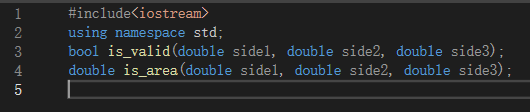 1 #include<iostream>
2 using namespace std;
3 bool is_valid(double side1, double side2, double side3);
4 double is_area(double side1, double side2, double side3);
5